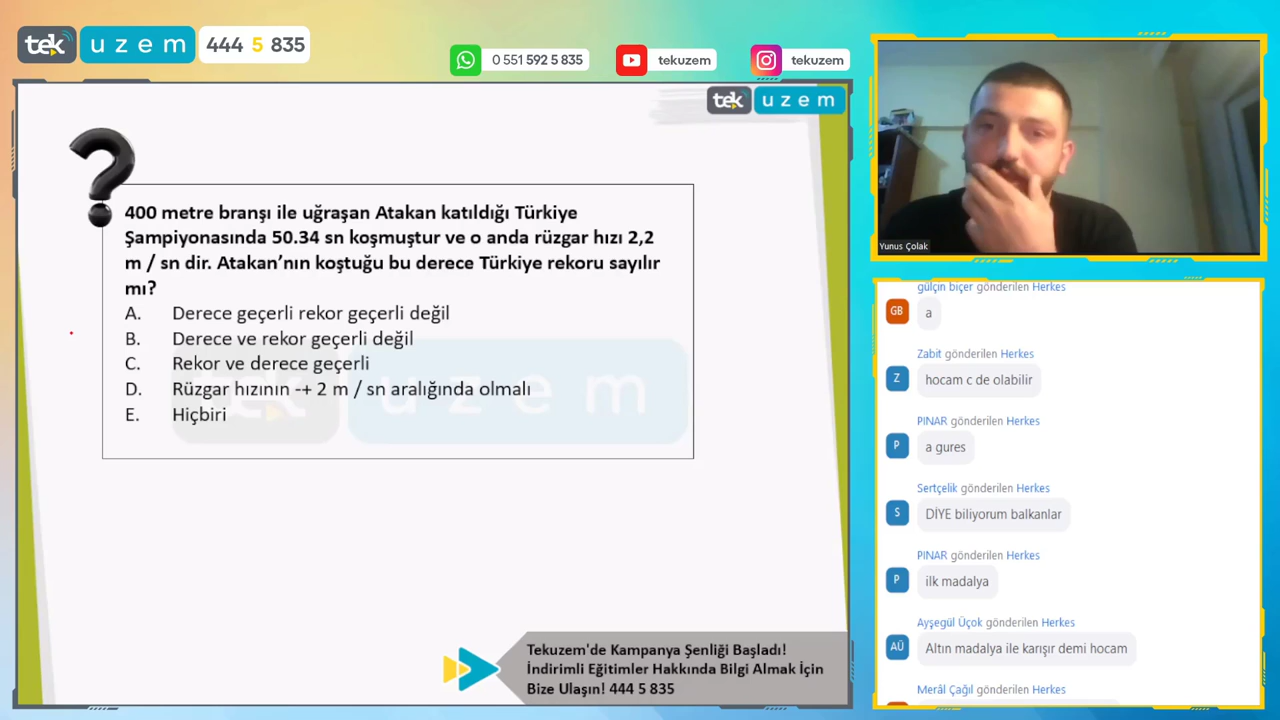 tek uzem 444 5 835
0 551 592 5 835
tekuzem
tekuzem
tek uzem
400 metre branşı ile uğraşan Atakan katıldığı Türkiye
Şampiyonasında 50.34 sn koşmuştur ve o anda rüzgar hızı 2,2
m / sn dir. Atakan’nın koştuğu bu derece Türkiye rekoru sayılır
mı?
A. Derece geçerli rekor geçerli değil
B. Derece ve rekor geçerli değil
C. Rekor ve derece geçerli
D. Rüzgar hızının -+ 2 m / sn aralığında olmalı
E. Hiçbiri
tek uzem
Tekuzem'de Kampanya Şenliği Başladı!
İndirimli Eğitimler Hakkında Bilgi Almak İçin
Bize Ulaşın! 444 5 835
Yunus Çolak
gülçin biçer gönderilen Herkes
GB
a
Zabit gönderilen Herkes
Z
hocam c de olabilir
PINAR gönderilen Herkes
P
a gures
Sertçelik gönderilen Herkes
S
DİYE biliyorum balkanlar
PINAR gönderilen Herkes
P
ilk madalya
Ayşegül Üçok gönderilen Herkes
AÜ
Altın madalya ile karışır demi hocam
Merâl Çağıl gönderilen Herkes